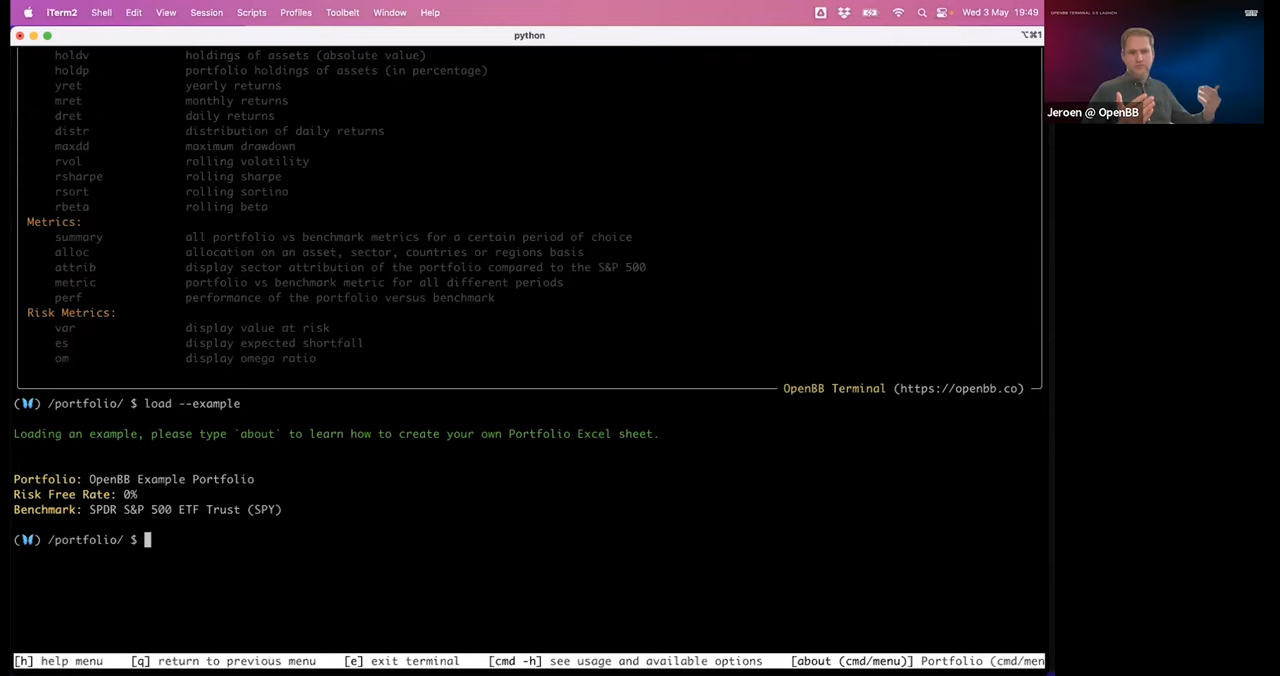 iTerm2 Shell Edit View Session Scripts Profiles Toolbelt Window Help Wed 3 May 19:49
OPENBB TERMINAL 3.0 LAUNCH
python ⌥⌘1
holdv holdings of assets (absolute value)
holdp portfolio holdings of assets (in percentage)
yret yearly returns
mret monthly returns
dret daily returns
distr distribution of daily returns
maxdd maximum drawdown
rvol rolling volatility
rsharpe rolling sharpe
rsort rolling sortino
rbeta rolling beta
Metrics:
summary all portfolio vs benchmark metrics for a certain period of choice
alloc allocation on an asset, sector, countries or regions basis
attrib display sector attribution of the portfolio compared to the S&P 500
metric portfolio vs benchmark metric for all different periods
perf performance of the portfolio versus benchmark
Risk Metrics:
var display value at risk
es display expected shortfall
om display omega ratio
OpenBB Terminal (https://openbb.co)
(🦋) /portfolio/ $ load --example
Loading an example, please type `about` to learn how to create your own Portfolio Excel sheet.
Portfolio: OpenBB Example Portfolio
Risk Free Rate: 0%
Benchmark: SPDR S&P 500 ETF Trust (SPY)
(🦋) /portfolio/ $
[h] help menu [q] return to previous menu [e] exit terminal [cmd -h] see usage and available options [about (cmd/menu)] Portfolio (cmd/men
Jeroen @ OpenBB